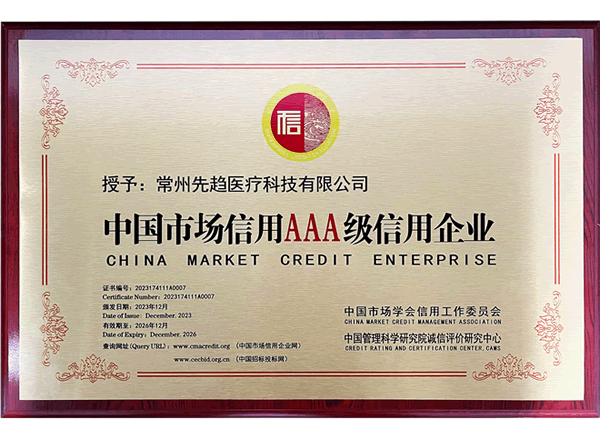 信
授予：常州先趋医疗科技有限公司
中国市场信用AAA级信用企业
CHINA MARKET CREDIT ENTERPRISE
证书编号：2023174111A0007
Certificate Number: 2023174111A0007
颁发日期：2023年12月
Date of Issue: December, 2023
有效期至：2026年12月
Date of Expiry: December, 2026
查询网址(Query URL)：www.cmacredit.org （中国市场信用企业网）
www.cecbid.org.cn （中国招标投标网）
中国市场学会信用工作委员会
CHINA MARKET CREDIT MANAGEMENT ASSOCIATION
中国管理科学研究院诚信评价研究中心
CREDIT RATING AND CERTIFICATION CENTER, CAMS